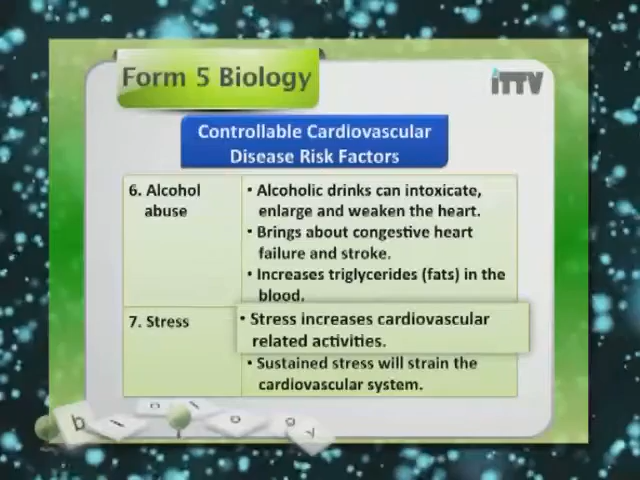 Form 5 Biology
iTTV
Controllable Cardiovascular
Disease Risk Factors
6. Alcohol
abuse
• Alcoholic drinks can intoxicate,
enlarge and weaken the heart.
• Brings about congestive heart
failure and stroke.
• Increases triglycerides (fats) in the
blood.
7. Stress
• Stress increases cardiovascular
related activities.
• Sustained stress will strain the
cardiovascular system.
b i o l o g y